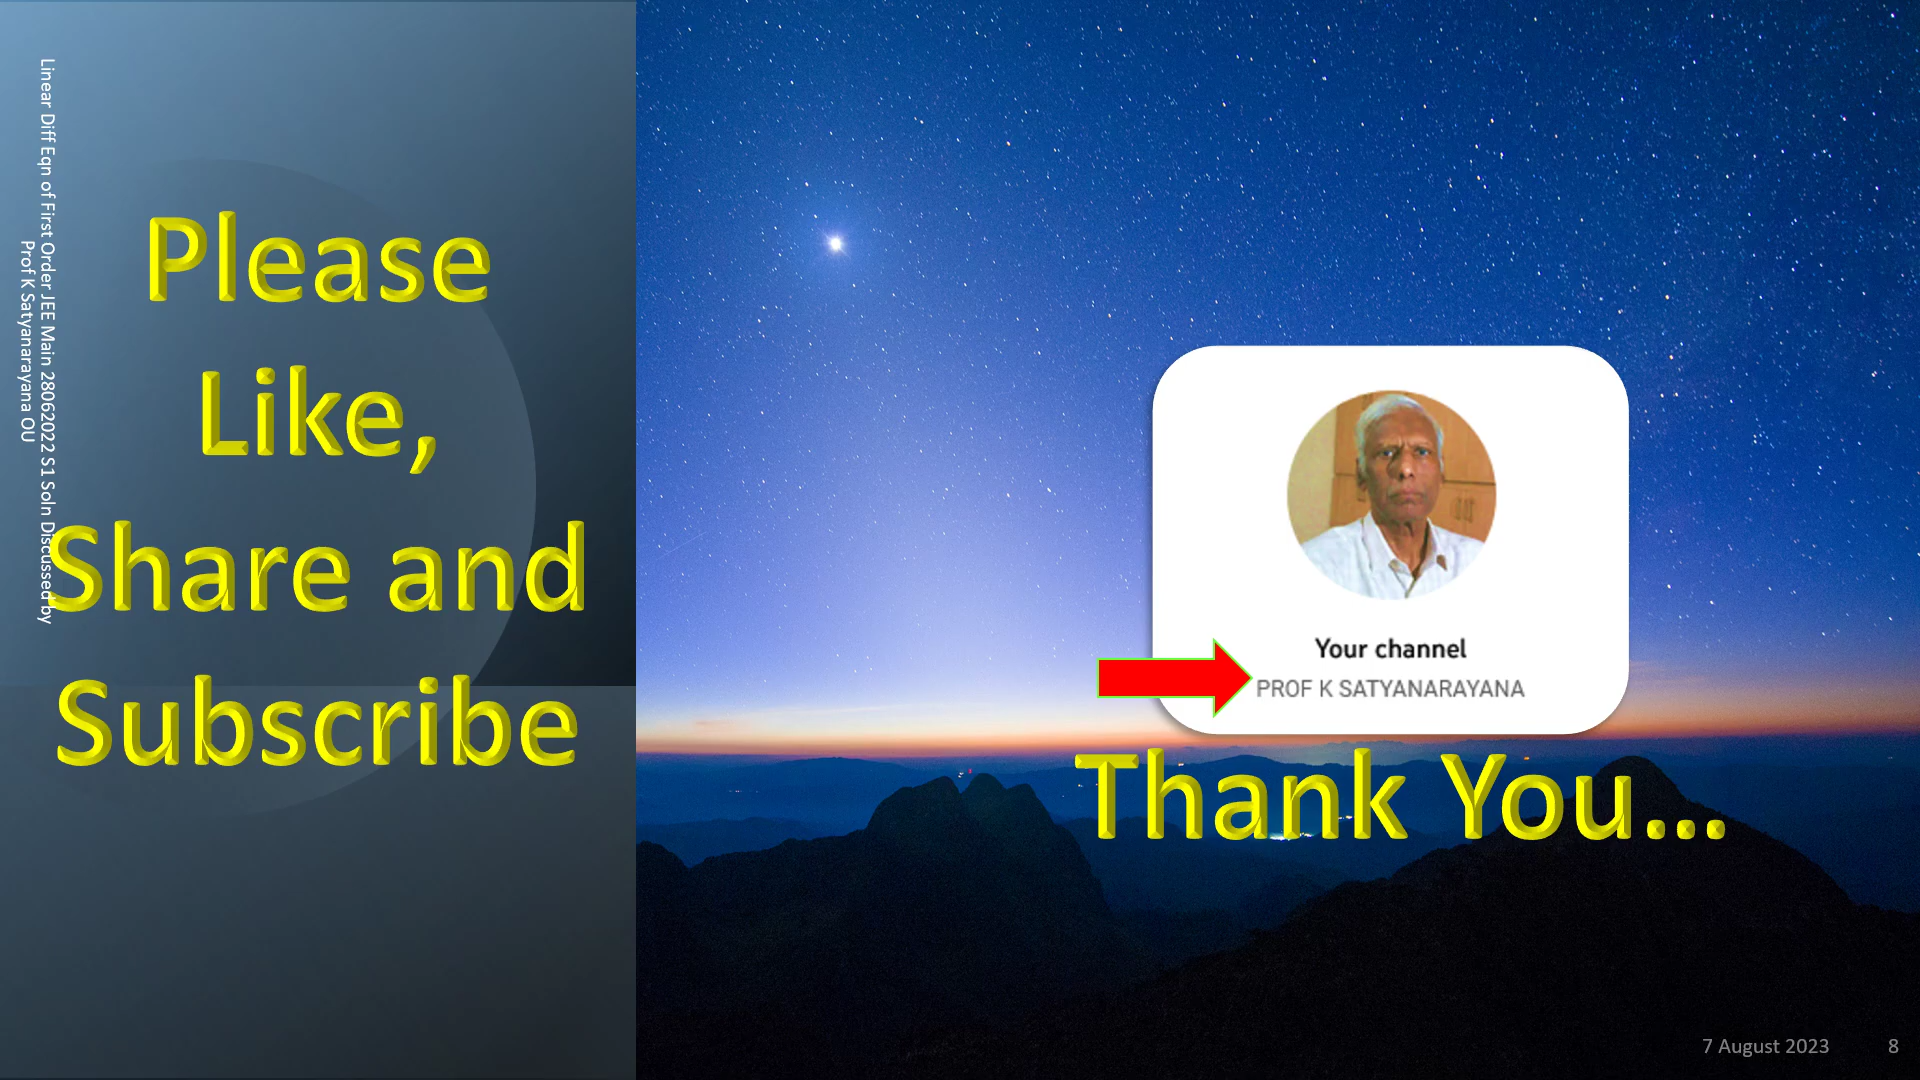 Linear Diff Eqn of First Order JEE Main 28062022 S1 Soln Discussed by
Prof K Satyanarayana OU
Please
Like,
Share and
Subscribe
Your channel
PROF K SATYANARAYANA
Thank You...
7 August 2023
8